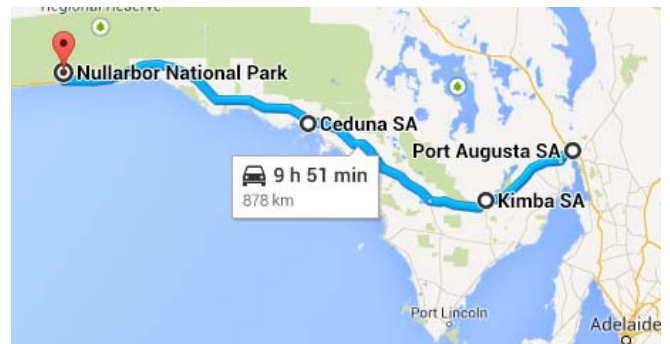 Regional Reserve
Nullarbor National Park
Ceduna SA
Port Augusta SA
9 h 51 min
878 km
Kimba SA
Port Lincoln
Adelaide